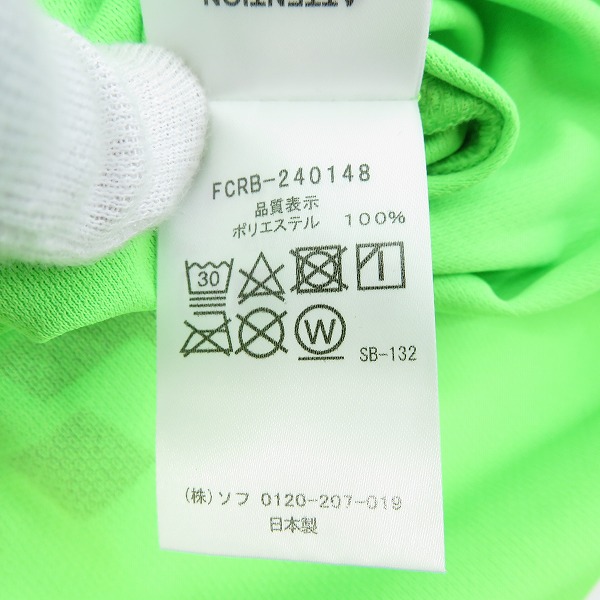 ATTENTION
FCRB-240148
品質表示
ポリエステル 100%
30
W
SB-132
(株)ソフ 0120-207-019
日本製